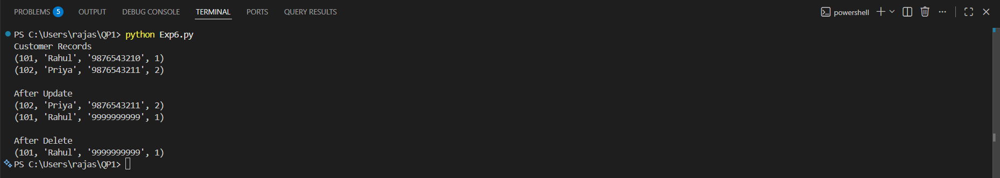 PROBLEMS 5 OUTPUT DEBUG CONSOLE TERMINAL PORTS QUERY RESULTS powershell
PS C:\Users\rajas\QP1> python Exp6.py
Customer Records
(101, 'Rahul', '9876543210', 1)
(102, 'Priya', '9876543211', 2)
After Update
(102, 'Priya', '9876543211', 2)
(101, 'Rahul', '9999999999', 1)
After Delete
(101, 'Rahul', '9999999999', 1)
PS C:\Users\rajas\QP1>